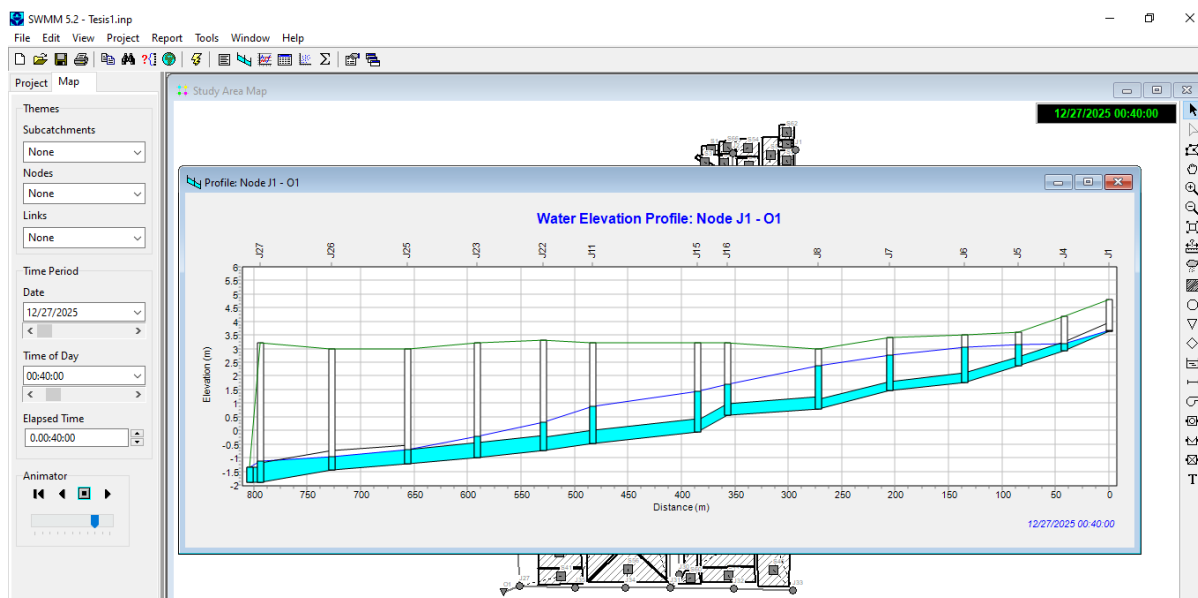 SWMM 5.2 - Tesis1.inp
File Edit View Project Report Tools Window Help
Project Map
Study Area Map
Themes
Subcatchments
None
Nodes
None
Links
None
Time Period
Date
12/27/2025
Time of Day
00:40:00
Elapsed Time
0.00:40:00
Animator
12/27/2025 00:40:00
Profile: Node J1 - O1
Water Elevation Profile: Node J1 - O1
J27 J26 J25 J23 J22 J11 J15 J16 J8 J7 J6 J5 J4 J1
Elevation (m)
6
5.5
5
4.5
4
3.5
3
2.5
2
1.5
1
0.5
0
-0.5
-1
-1.5
-2
800 750 700 650 600 550 500 450 400 350 300 250 200 150 100 50 0
Distance (m)
12/27/2025 00:40:00